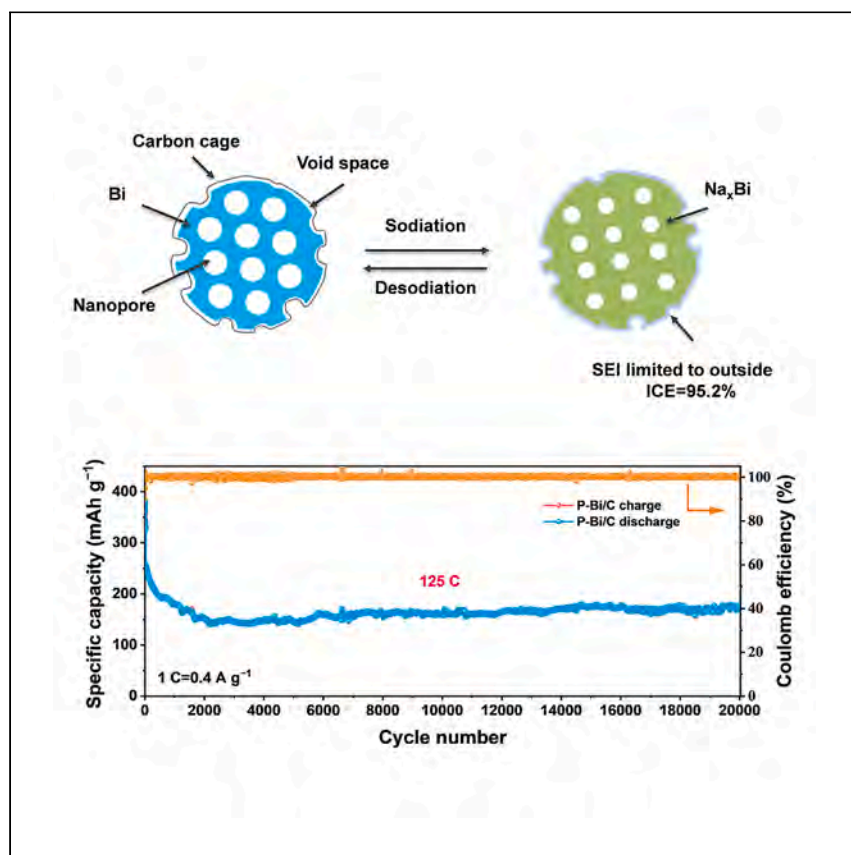 Carbon cage
Void space
Bi
Nanopore
Sodiation
Desodiation
NaₓBi
SEI limited to outside
ICE=95.2%
Specific capacity (mAh g⁻¹)
400
300
200
100
0
P-Bi/C charge
P-Bi/C discharge
125 C
1 C=0.4 A g⁻¹
100
80
60
40
20
0
Coulomb efficiency (%)
0 2000 4000 6000 8000 10000 12000 14000 16000 18000 20000
Cycle number